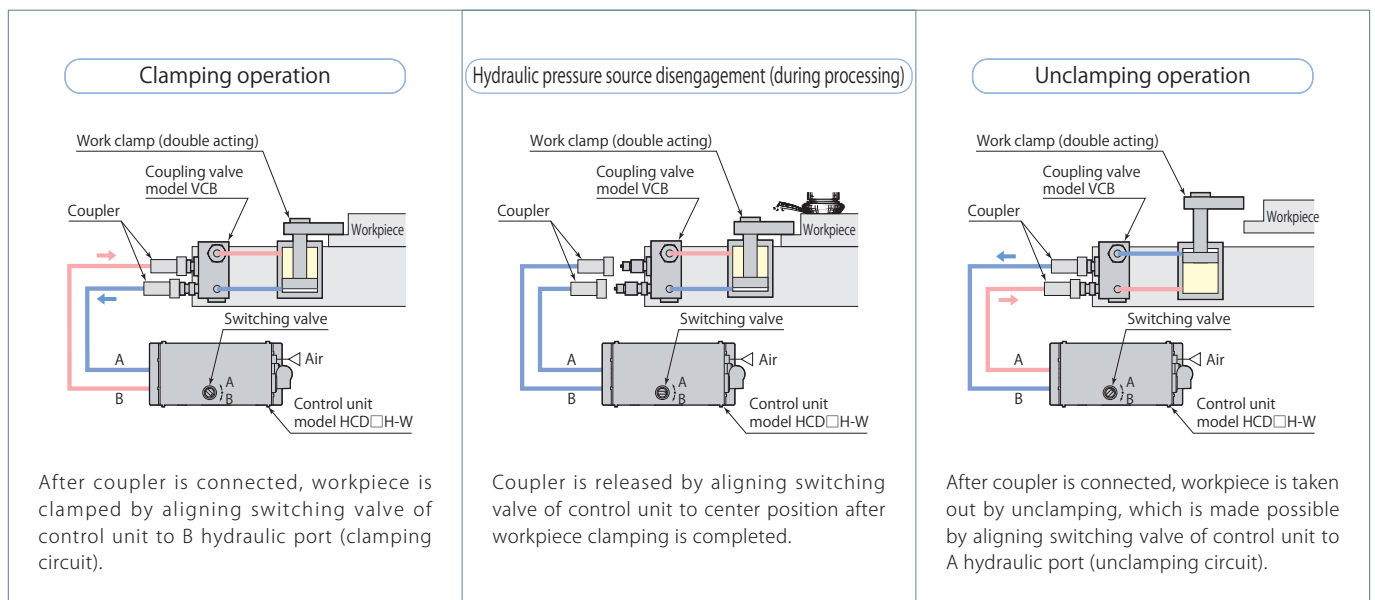 Clamping operation
Work clamp (double acting)
Coupling valve
model VCB
Coupler
Workpiece
Switching valve
A
Air
B
A
B
Control unit
model HCD□H-W
After coupler is connected, workpiece is
clamped by aligning switching valve of
control unit to B hydraulic port (clamping
circuit).
Hydraulic pressure source disengagement (during processing)
Work clamp (double acting)
Coupling valve
model VCB
Coupler
Workpiece
Switching valve
A
Air
B
A
B
Control unit
model HCD□H-W
Coupler is released by aligning switching
valve of control unit to center position after
workpiece clamping is completed.
Unclamping operation
Work clamp (double acting)
Coupling valve
model VCB
Coupler
Workpiece
Switching valve
A
Air
B
A
B
Control unit
model HCD□H-W
After coupler is connected, workpiece is taken
out by unclamping, which is made possible
by aligning switching valve of control unit to
A hydraulic port (unclamping circuit).